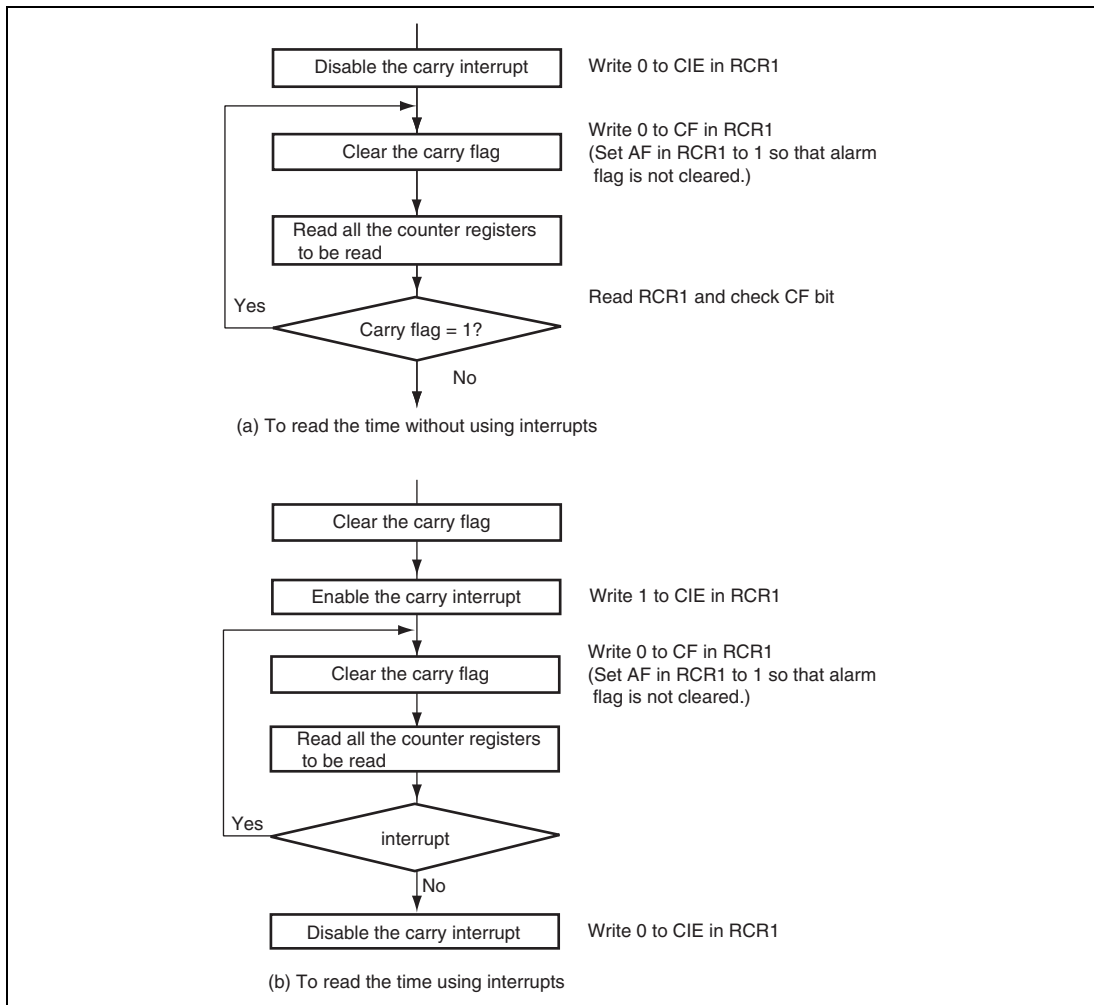 Disable the carry interrupt
Write 0 to CIE in RCR1
Clear the carry flag
Write 0 to CF in RCR1
(Set AF in RCR1 to 1 so that alarm
flag is not cleared.)
Read all the counter registers
to be read
Yes
Read RCR1 and check CF bit
Carry flag = 1?
No
(a) To read the time without using interrupts
Clear the carry flag
Enable the carry interrupt
Write 1 to CIE in RCR1
Clear the carry flag
Write 0 to CF in RCR1
(Set AF in RCR1 to 1 so that alarm
flag is not cleared.)
Read all the counter registers
to be read
Yes
interrupt
No
Disable the carry interrupt
Write 0 to CIE in RCR1
(b) To read the time using interrupts